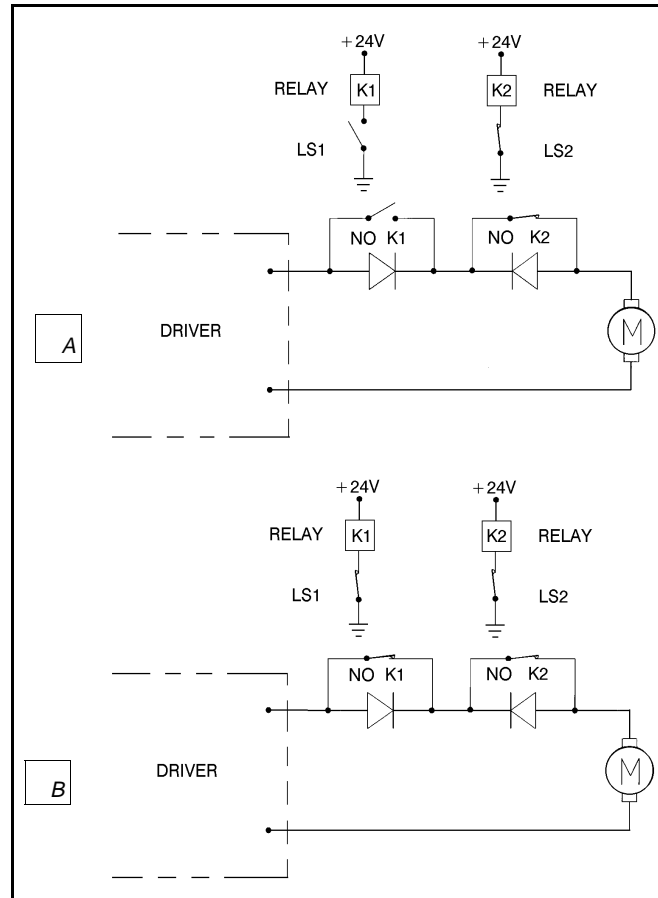 +24V +24V
RELAY K1 K2 RELAY
LS1 LS2
NO K1 NO K2
A DRIVER M
+24V +24V
RELAY K1 K2 RELAY
LS1 LS2
NO K1 NO K2
B DRIVER M